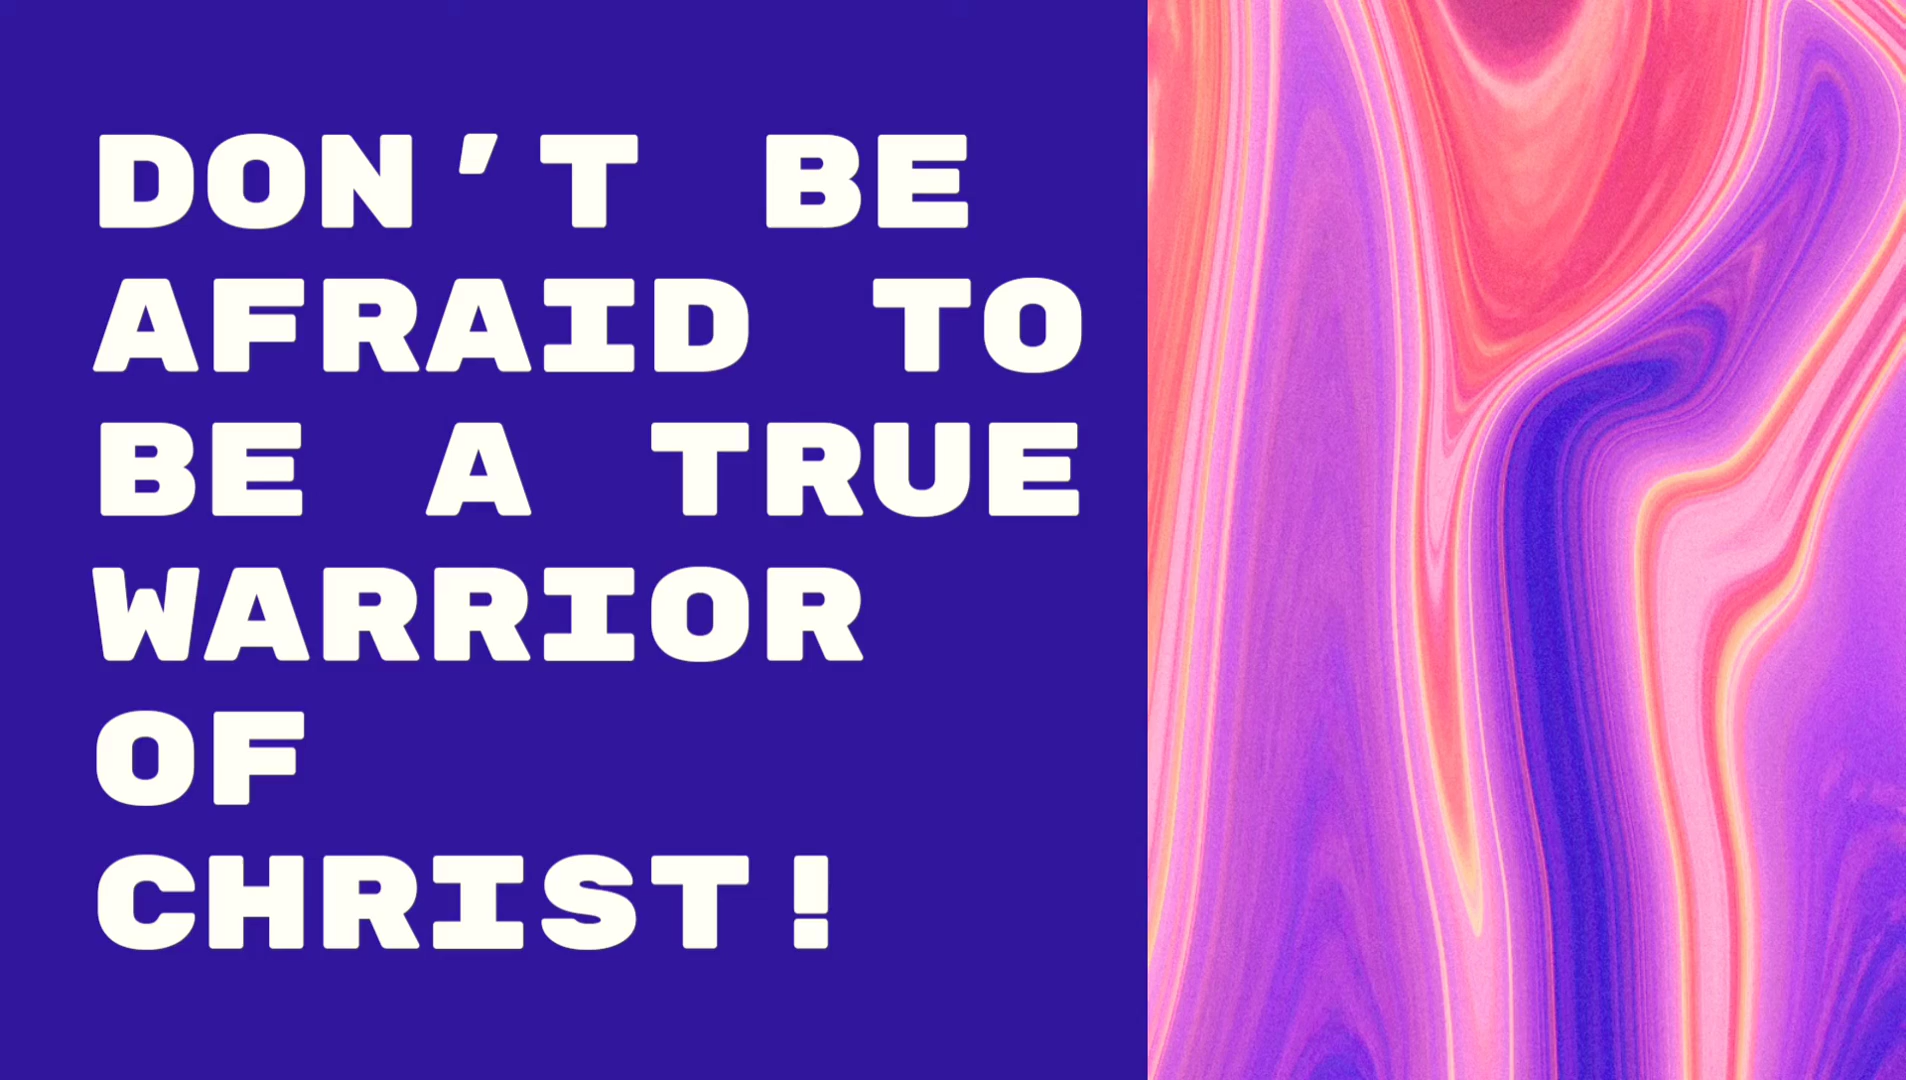 DON’T BE
AFRAID TO
BE A TRUE
WARRIOR
OF
CHRIST!